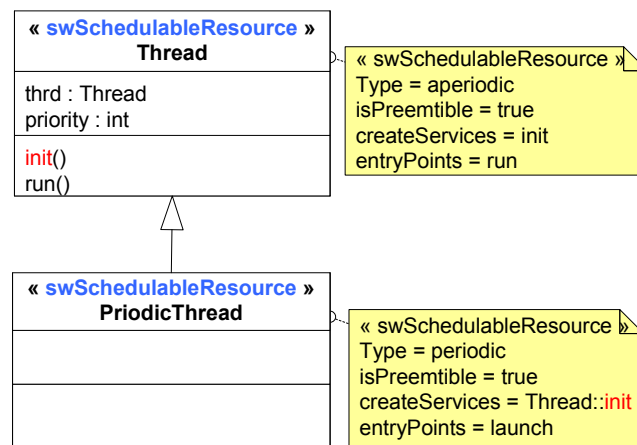 « swSchedulableResource »
Thread
thrd : Thread
priority : int
init()
run()
« swSchedulableResource »
Type = aperiodic
isPreemtible = true
createServices = init
entryPoints = run
« swSchedulableResource »
PriodicThread
« swSchedulableResource »
Type = periodic
isPreemtible = true
createServices = Thread::init
entryPoints = launch